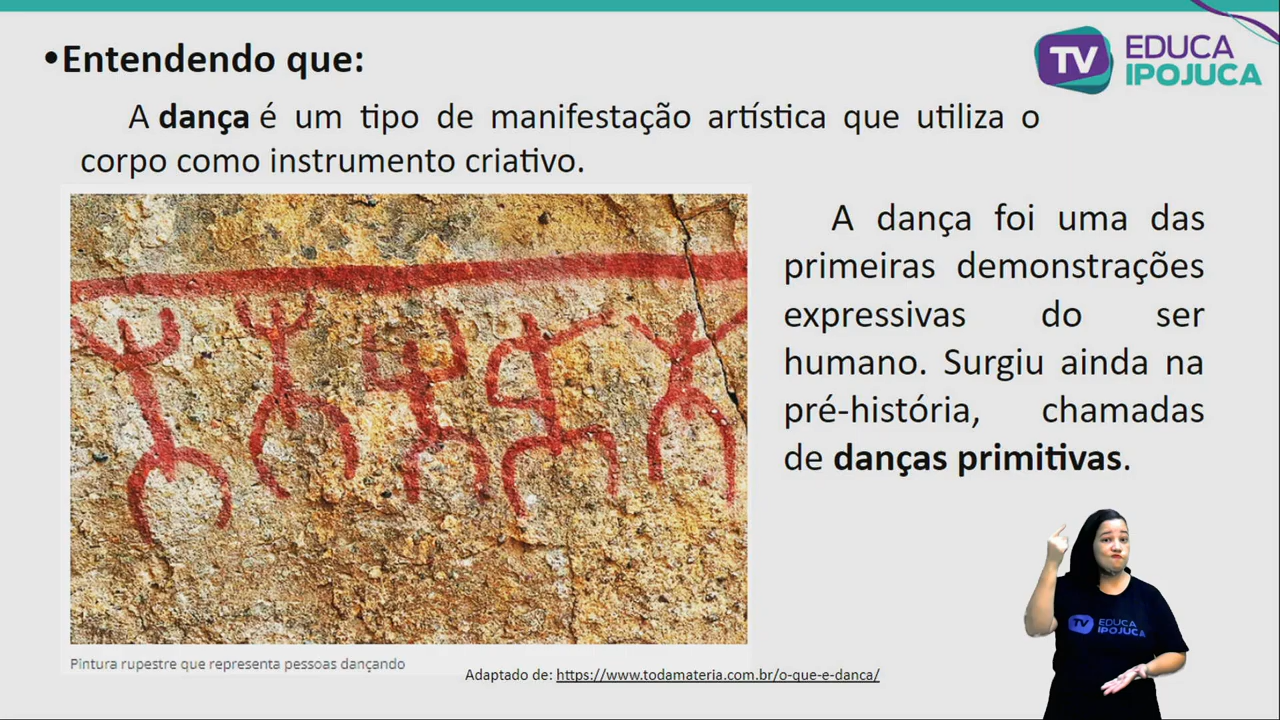 •Entendendo que:
TV EDUCA
IPOJUCA
A dança é um tipo de manifestação artística que utiliza o
corpo como instrumento criativo.
A dança foi uma das
primeiras demonstrações
expressivas do ser
humano. Surgiu ainda na
pré-história, chamadas
de danças primitivas.
Pintura rupestre que representa pessoas dançando
Adaptado de: https://www.todamateria.com.br/o-que-e-danca/
TV EDUCA
IPOJUCA